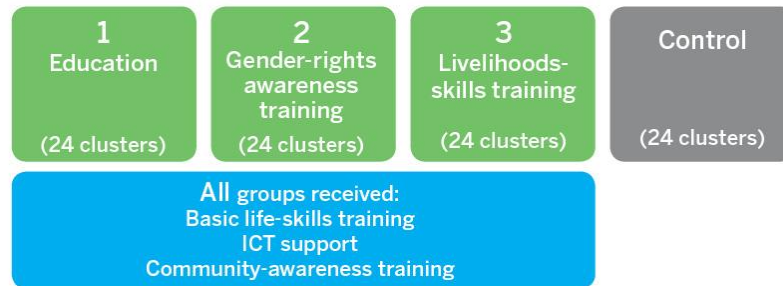 1
Education
(24 clusters)
2
Gender-rights
awareness
training
(24 clusters)
3
Livelihoods-
skills training
(24 clusters)
Control
(24 clusters)
All groups received:
Basic life-skills training
ICT support
Community-awareness training